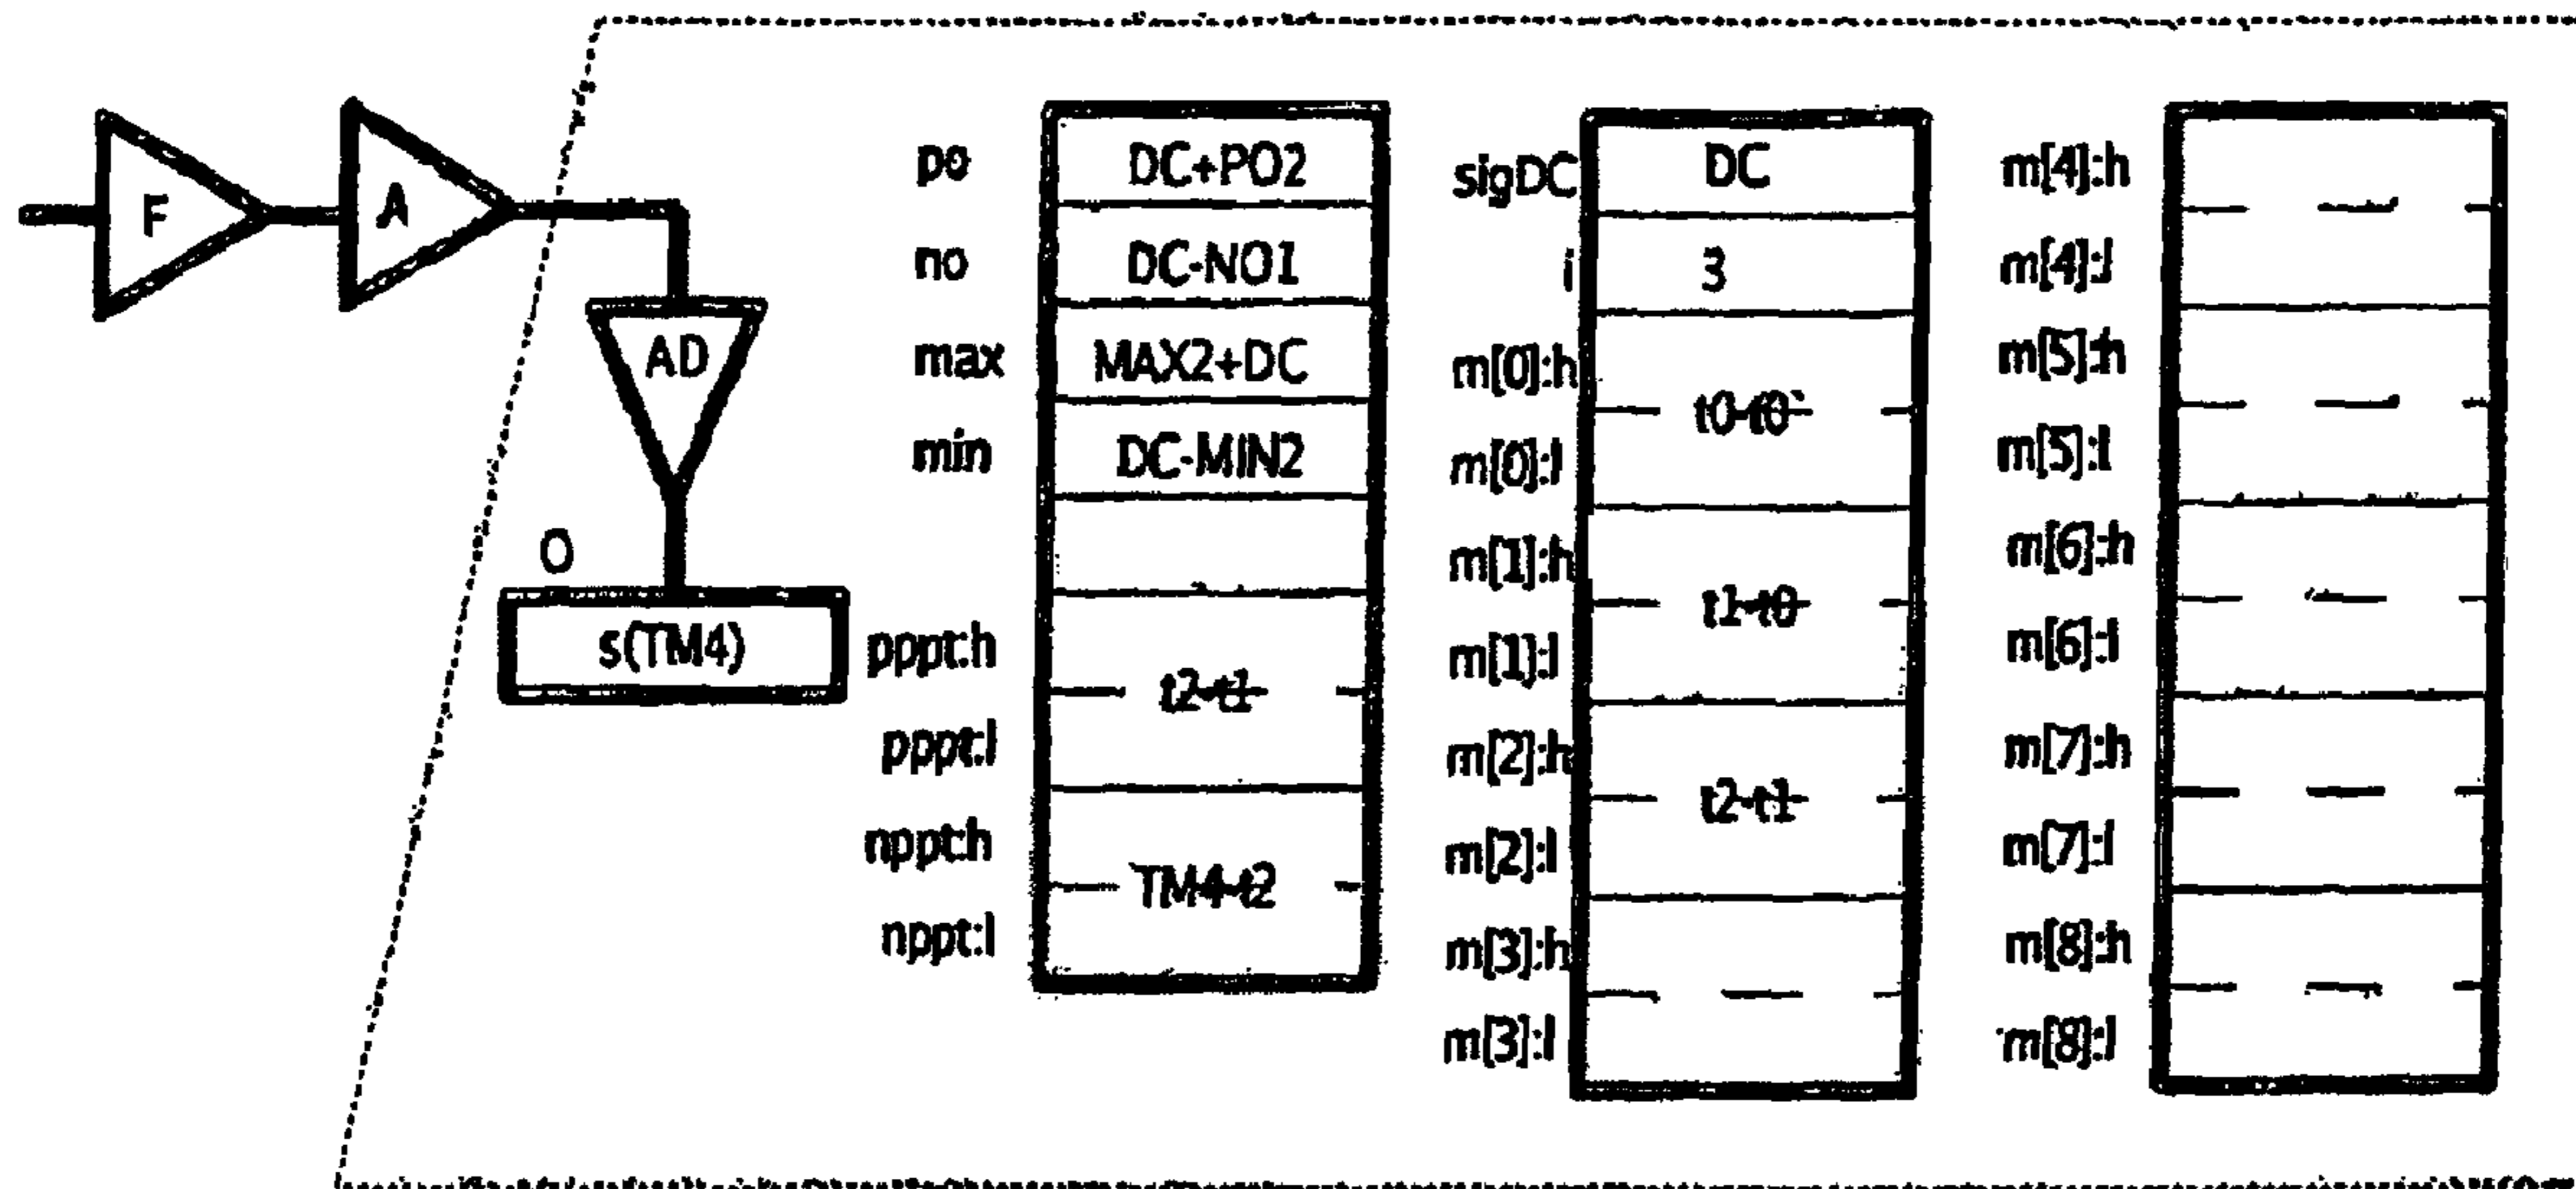 F
A
AD
O
s(TM4)
po DC+PO2
no DC-NO1
max MAX2+DC
min DC-MIN2
pppt:h
t2-t1
pppt:l
nppt:h
TM4-t2
nppt:l
sigDC DC
i 3
m[0]:h
t0-t0`
m[0]:l
m[1]:h
t1-t0
m[1]:l
m[2]:h
t2-t1
m[2]:l
m[3]:h
m[3]:l
m[4]:h
m[4]:l
m[5]:h
m[5]:l
m[6]:h
m[6]:l
m[7]:h
m[7]:l
m[8]:h
m[8]:l